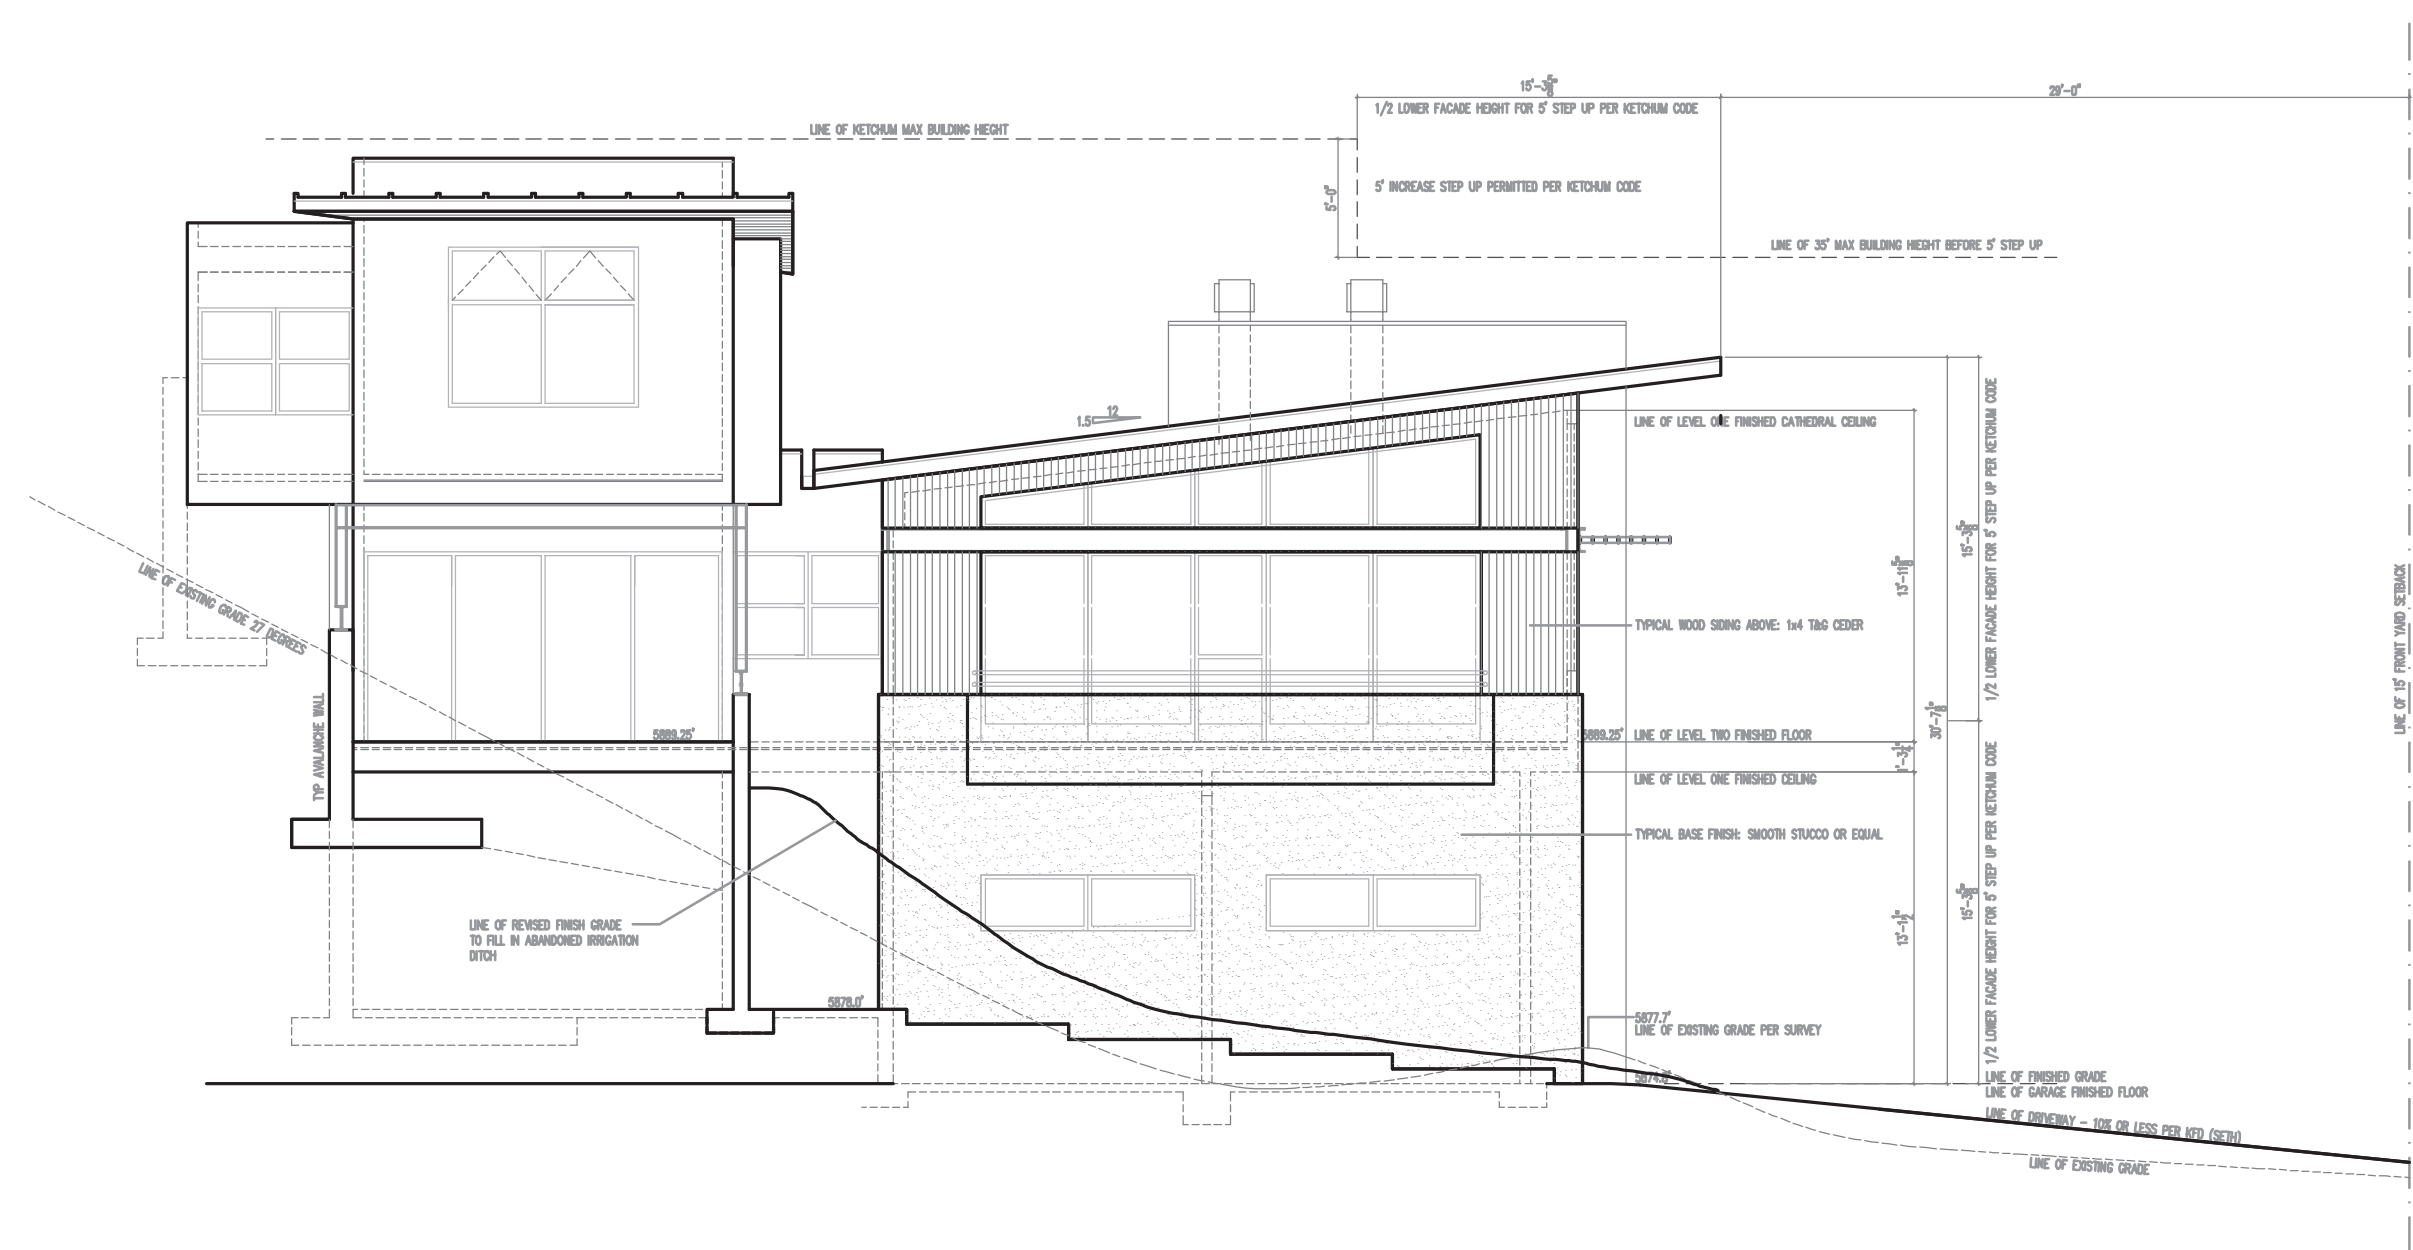 15'-3 5/8"
29'-0"
1/2 LOWER FACADE HEIGHT FOR 5' STEP UP PER KETCHUM CODE
LINE OF KETCHUM MAX BUILDING HIEGHT
5' INCREASE STEP UP PERMITTED PER KETCHUM CODE
5'-0"
LINE OF 35' MAX BUILDING HIEGHT BEFORE 5' STEP UP
12
1.5
LINE OF LEVEL ONE FINISHED CATHEDRAL CEILING
1/2 LOWER FACADE HEIGHT FOR 5' STEP UP PER KETCHUM CODE
15'-3 5/8"
13'-11 5/8"
LINE OF EXISTING GRADE 27 DEGREES
TYPICAL WOOD SIDING ABOVE: 1x4 T&G CEDER
LINE OF 15' FRONT YARD SETBACK
TYP AVALANCHE WALL
5889.25'
5889.25'
LINE OF LEVEL TWO FINISHED FLOOR
30'-7 1/8"
LINE OF LEVEL ONE FINISHED CEILING
TYPICAL BASE FINISH: SMOOTH STUCCO OR EQUAL
15'-3 5/8"
13'-1 1/2"
1/2 LOWER FACADE HEIGHT FOR 5' STEP UP PER KETCHUM CODE
LINE OF REVISED FINISH GRADE
TO FILL IN ABANDONED IRRIGATION
DITCH
5878.0'
5877.7'
LINE OF EXISTING GRADE PER SURVEY
LINE OF FINISHED GRADE
LINE OF GARAGE FINISHED FLOOR
LINE OF DRIVEWAY - 10% OR LESS PER KFD (SETH)
LINE OF EXISTING GRADE